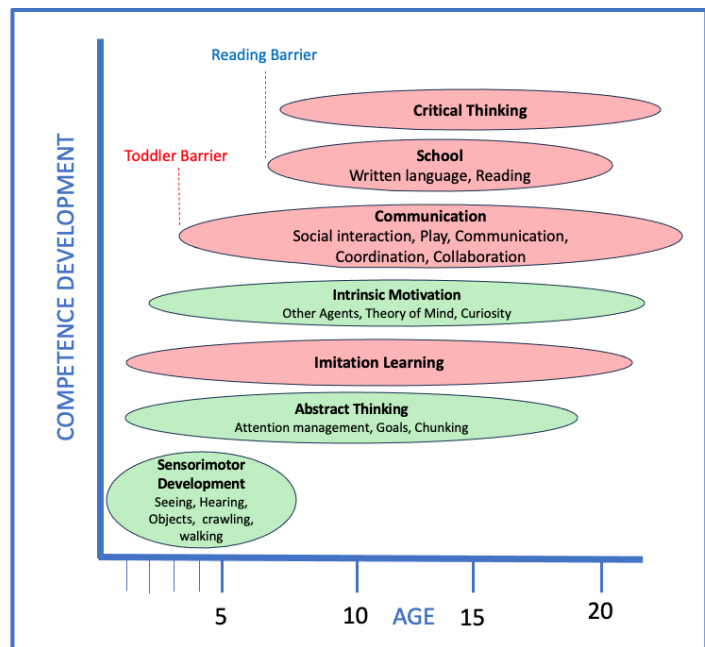 Reading Barrier
Critical Thinking
School
Written language, Reading
Toddler Barrier
Communication
Social interaction, Play, Communication,
Coordination, Collaboration
Intrinsic Motivation
Other Agents, Theory of Mind, Curiosity
Imitation Learning
Abstract Thinking
Attention management, Goals, Chunking
Sensorimotor
Development
Seeing, Hearing,
Objects, crawling,
walking
COMPETENCE DEVELOPMENT
5 10 AGE 15 20